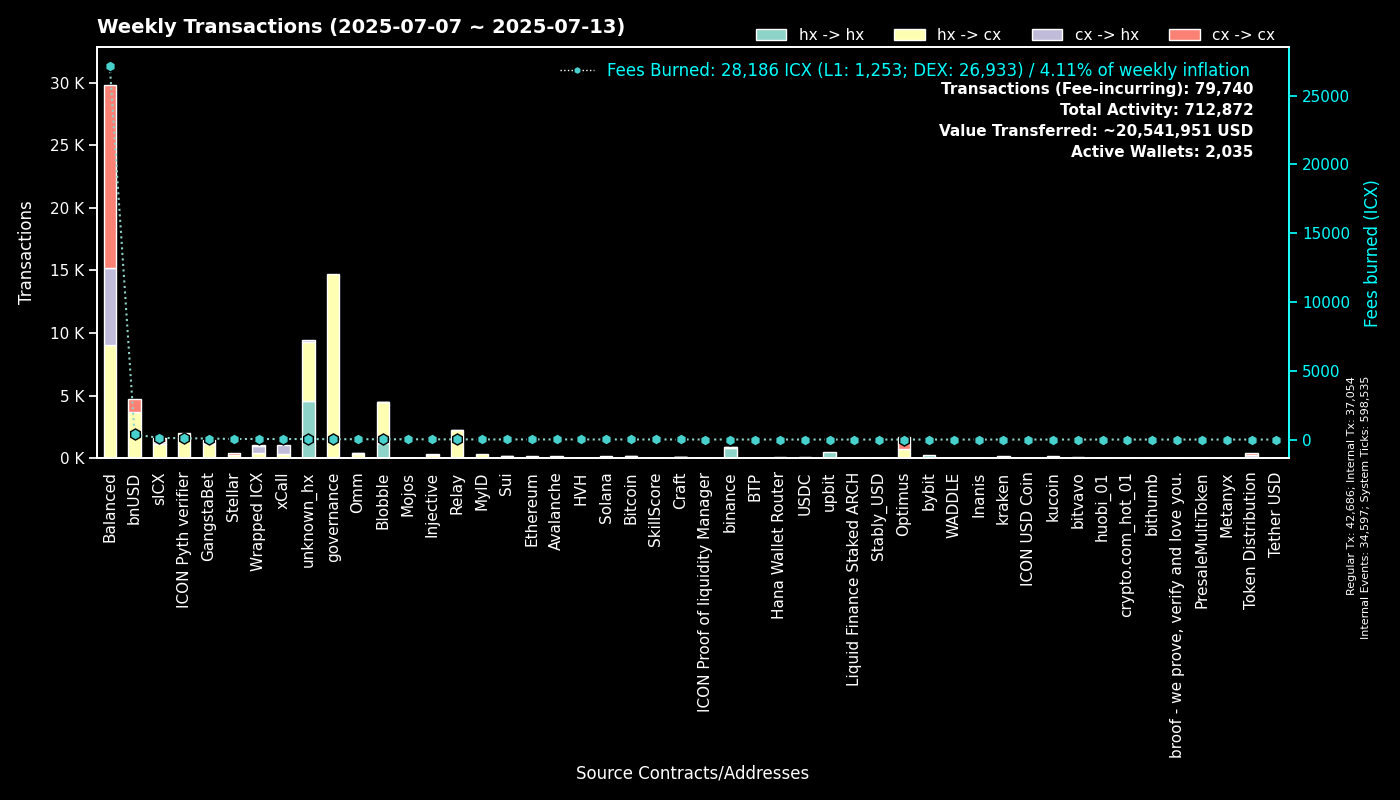 Weekly Transactions (2025-07-07 ~ 2025-07-13)
hx -> hx
hx -> cx
cx -> hx
cx -> cx
Fees Burned: 28,186 ICX (L1: 1,253; DEX: 26,933) / 4.11% of weekly inflation
Transactions (Fee-incurring): 79,740
Total Activity: 712,872
Value Transferred: ~20,541,951 USD
Active Wallets: 2,035
Transactions
30 K
25 K
20 K
15 K
10 K
5 K
0 K
25000
20000
15000
10000
5000
0
Fees burned (ICX)
Regular Tx: 42,686; Internal Tx: 37,054
Internal Events: 34,597; System Ticks: 598,535
Balanced
bnUSD
sICX
ICON Pyth verifier
GangstaBet
Stellar
Wrapped ICX
xCall
unknown_hx
governance
Omm
Blobble
Mojos
Injective
Relay
MyID
Sui
Ethereum
Avalanche
HVH
Solana
Bitcoin
SkillScore
Craft
ICON Proof of liquidity Manager
binance
BTP
Hana Wallet Router
USDC
upbit
Liquid Finance Staked ARCH
Stably_USD
Optimus
bybit
WADDLE
Inanis
kraken
ICON USD Coin
kucoin
bitvavo
huobi_01
crypto.com_hot_01
bithumb
broof - we prove, verify and love you.
PresaleMultiToken
Metanyx
Token Distribution
Tether USD
Source Contracts/Addresses